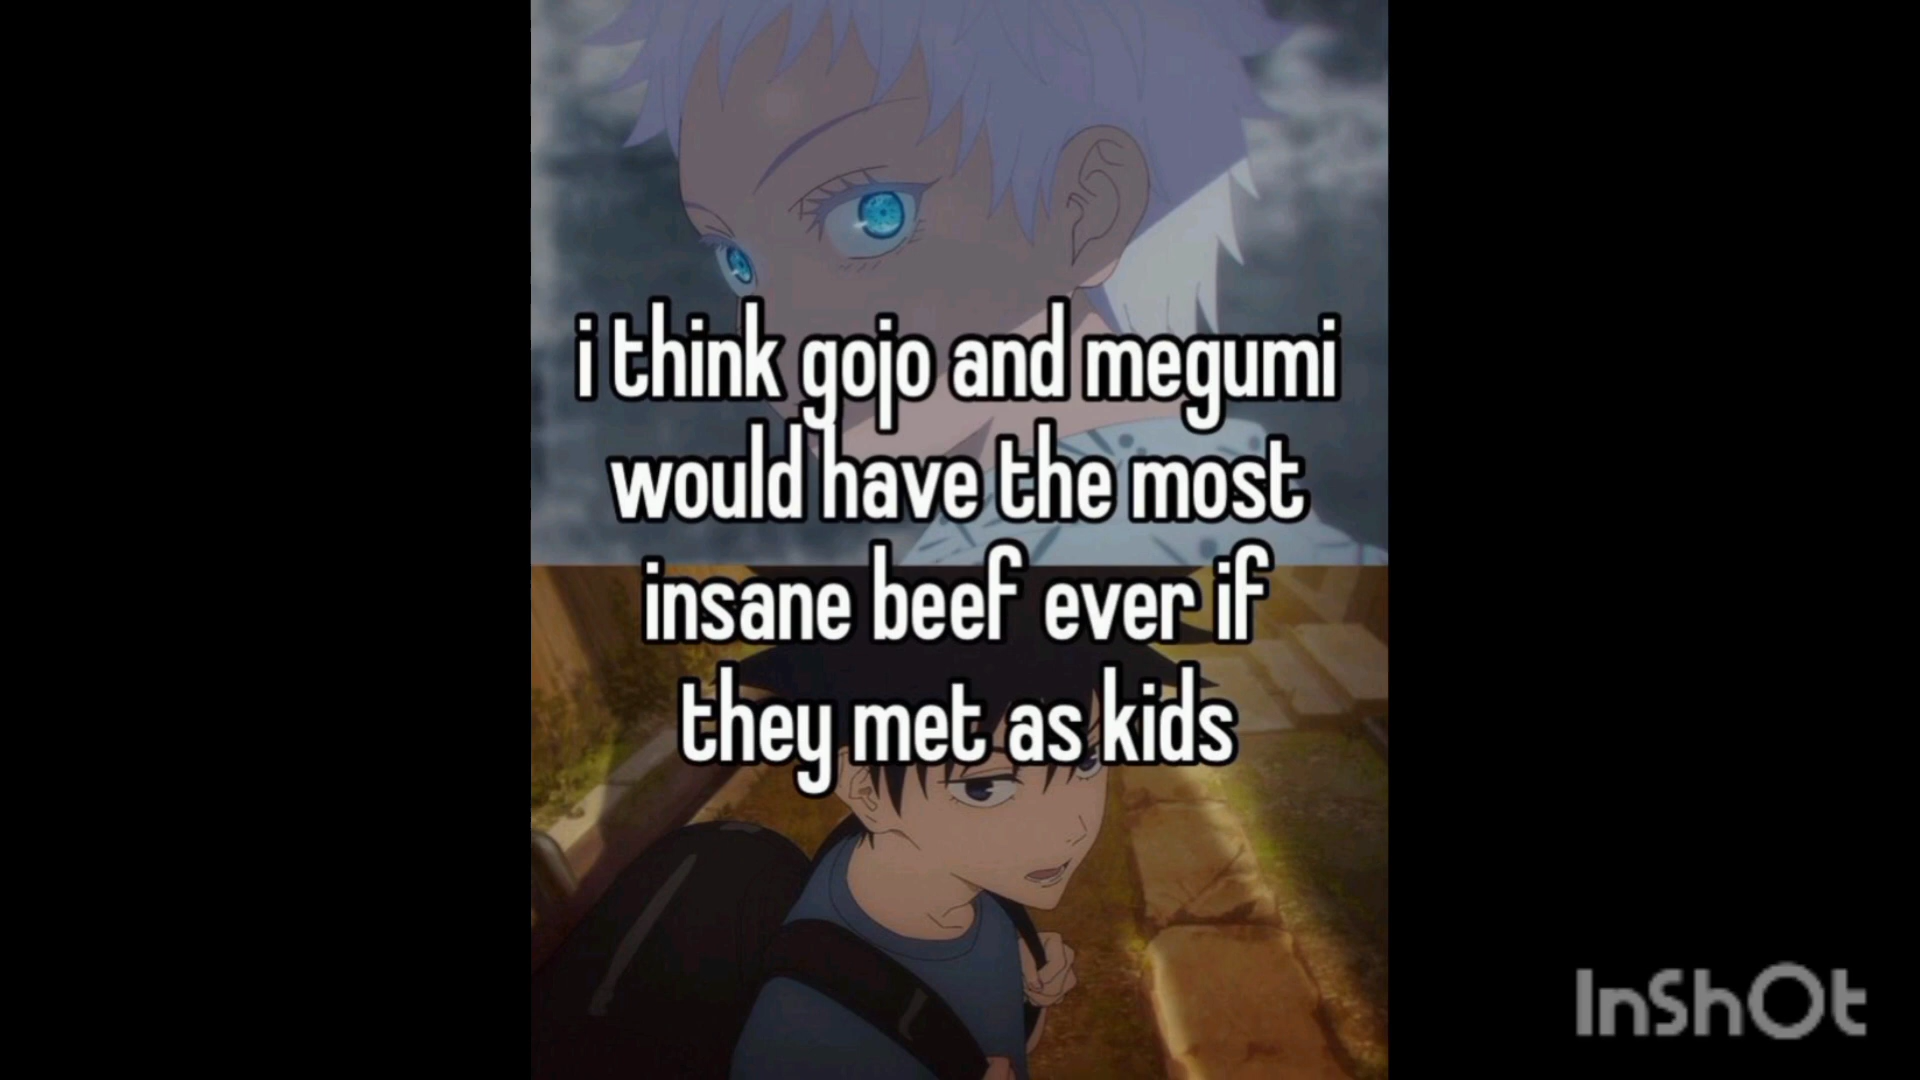 i think gojo and megumi
would have the most
insane beef ever if
they met as kids
InShOt